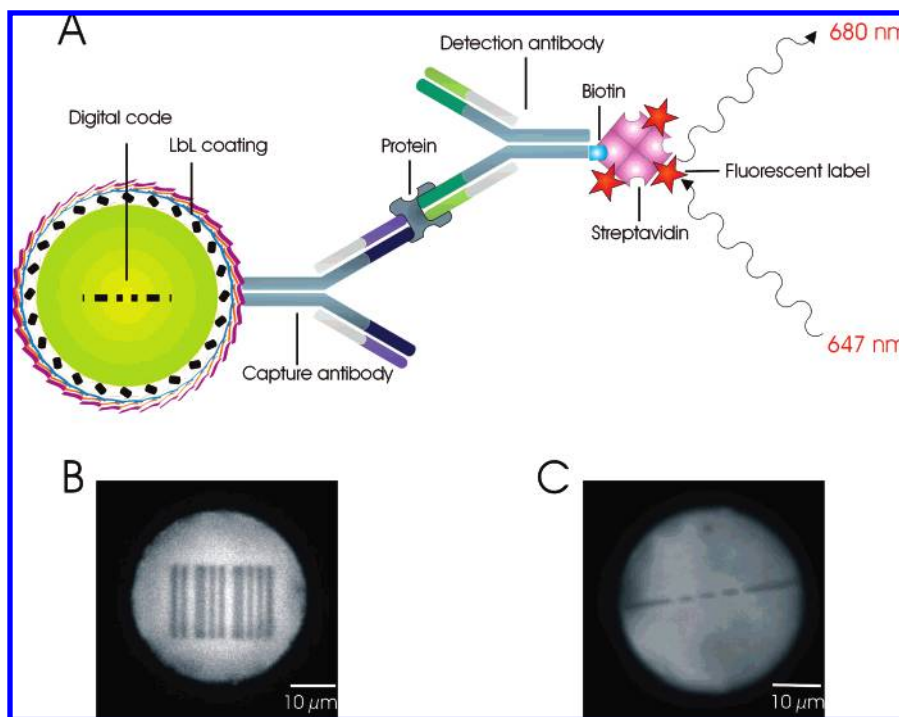 A
Detection antibody
680 nm
Biotin
Digital code
LbL coating
Protein
Fluorescent label
Streptavidin
647 nm
Capture antibody
B
C
10 μm
10 μm